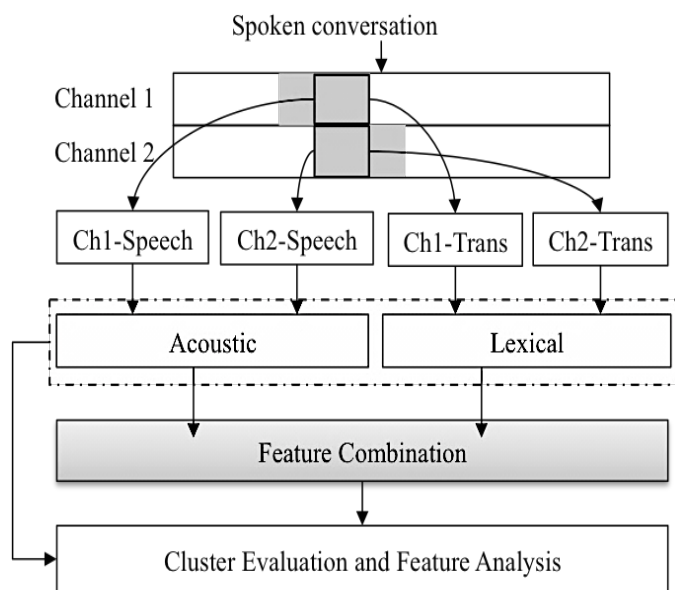 Spoken conversation
Channel 1
Channel 2
Ch1-Speech
Ch2-Speech
Ch1-Trans
Ch2-Trans
Acoustic
Lexical
Feature Combination
Cluster Evaluation and Feature Analysis